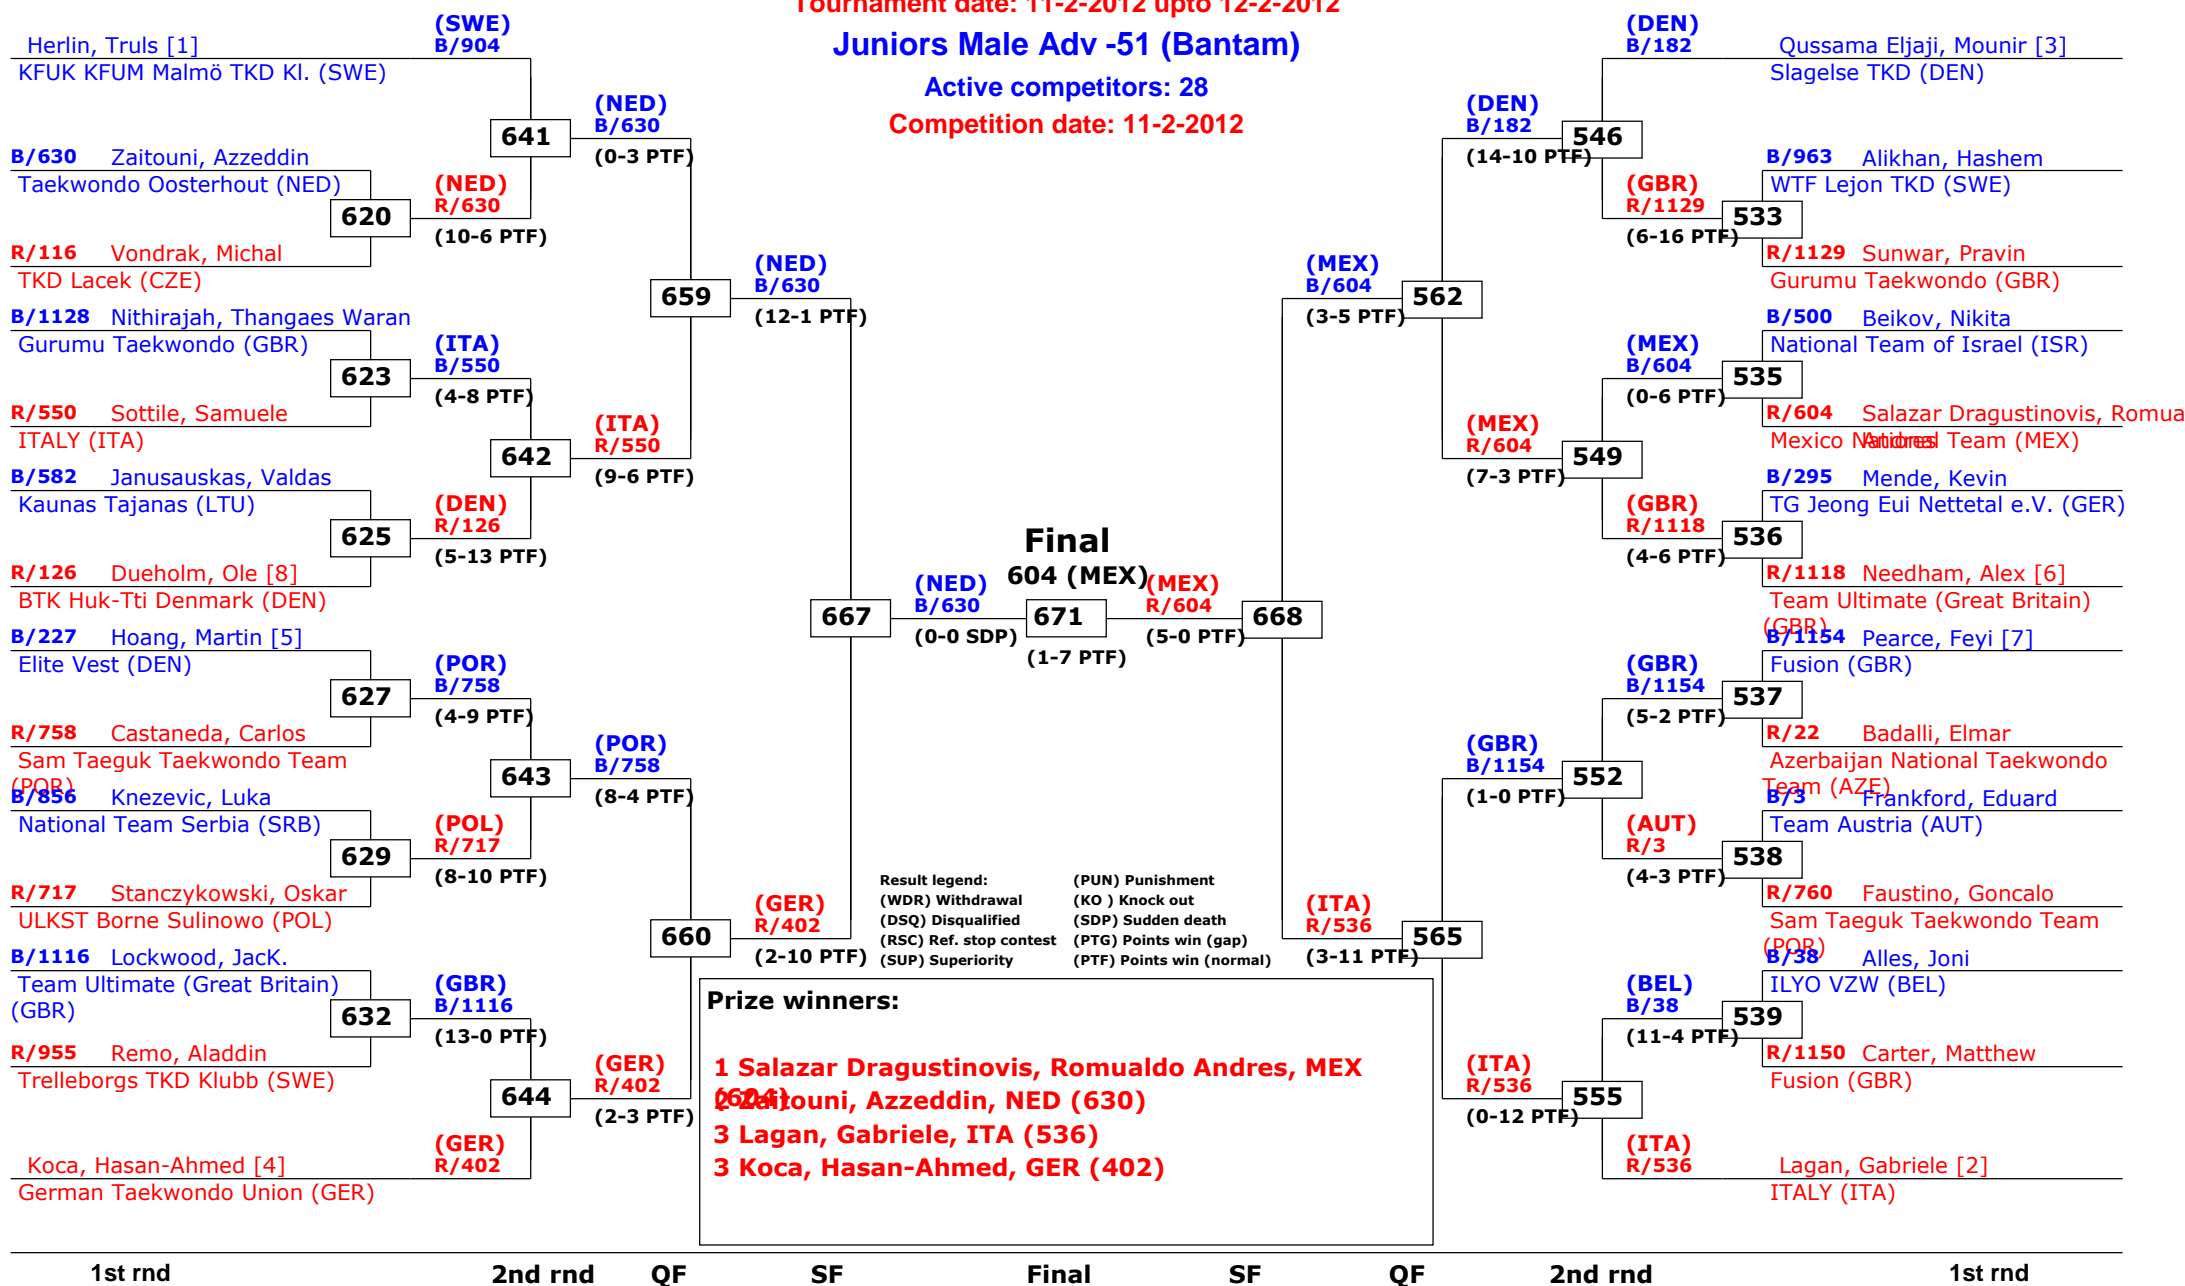 Tournament date: 11-2-2012 upto 12-2-2012
Juniors Male Adv -51 (Bantam)
Active competitors: 28
Competition date: 11-2-2012
Herlin, Truls [1]
KFUK KFUM Malmö TKD Kl. (SWE)
(SWE)
B/904
B/630 Zaitouni, Azzeddin
Taekwondo Oosterhout (NED)
620
R/116 Vondrak, Michal
TKD Lacek (CZE)
(NED)
R/630
(10-6 PTF)
641
(NED)
B/630
(0-3 PTF)
B/1128 Nithirajah, Thangaes Waran
Gurumu Taekwondo (GBR)
623
R/550 Sottile, Samuele
ITALY (ITA)
(ITA)
B/550
(4-8 PTF)
B/582 Janusauskas, Valdas
Kaunas Tajanas (LTU)
625
R/126 Dueholm, Ole [8]
BTK Huk-Tti Denmark (DEN)
(DEN)
R/126
(5-13 PTF)
642
(ITA)
R/550
(9-6 PTF)
659
(NED)
B/630
(12-1 PTF)
B/227 Hoang, Martin [5]
Elite Vest (DEN)
627
R/758 Castaneda, Carlos
Sam Taeguk Taekwondo Team
(POR)
(POR)
B/758
(4-9 PTF)
B/856 Knezevic, Luka
National Team Serbia (SRB)
629
R/717 Stanczykowski, Oskar
ULKST Borne Sulinowo (POL)
(POL)
R/717
(8-10 PTF)
643
(POR)
B/758
(8-4 PTF)
B/1116 Lockwood, JacK.
Team Ultimate (Great Britain)
(GBR)
632
R/955 Remo, Aladdin
Trelleborgs TKD Klubb (SWE)
(GBR)
B/1116
(13-0 PTF)
644
Koca, Hasan-Ahmed [4]
German Taekwondo Union (GER)
(GER)
R/402
(GER)
R/402
(2-3 PTF)
660
(GER)
R/402
(2-10 PTF)
667
(NED)
B/630
(0-0 SDP)
Final
604 (MEX)
671
(1-7 PTF)
(MEX)
R/604
(5-0 PTF)
668
(MEX)
B/604
(3-5 PTF)
562
(DEN)
B/182
(14-10 PTF)
546
(DEN)
B/182
Qussama Eljaji, Mounir [3]
Slagelse TKD (DEN)
(GBR)
R/1129
(6-16 PTF)
533
B/963 Alikhan, Hashem
WTF Lejon TKD (SWE)
R/1129 Sunwar, Pravin
Gurumu Taekwondo (GBR)
(MEX)
R/604
(7-3 PTF)
549
(MEX)
B/604
(0-6 PTF)
535
B/500 Beikov, Nikita
National Team of Israel (ISR)
R/604 Salazar Dragustinovis, Romua
Andres
Mexico National Team (MEX)
(GBR)
R/1118
(4-6 PTF)
536
B/295 Mende, Kevin
TG Jeong Eui Nettetal e.V. (GER)
R/1118 Needham, Alex [6]
Team Ultimate (Great Britain)
(GBR)
(ITA)
R/536
(3-11 PTF)
565
(GBR)
B/1154
(1-0 PTF)
552
(GBR)
B/1154
(5-2 PTF)
537
B/1154 Pearce, Feyi [7]
Fusion (GBR)
R/22 Badalli, Elmar
Azerbaijan National Taekwondo
Team (AZE)
(AUT)
R/3
(4-3 PTF)
538
B/3 Frankford, Eduard
Team Austria (AUT)
R/760 Faustino, Goncalo
Sam Taeguk Taekwondo Team
(POR)
(ITA)
R/536
(0-12 PTF)
555
(BEL)
B/38
(11-4 PTF)
539
B/38 Alles, Joni
ILYO VZW (BEL)
R/1150 Carter, Matthew
Fusion (GBR)
(ITA)
R/536
Lagan, Gabriele [2]
ITALY (ITA)
Result legend:
(WDR) Withdrawal
(DSQ) Disqualified
(RSC) Ref. stop contest
(SUP) Superiority
(PUN) Punishment
(KO ) Knock out
(SDP) Sudden death
(PTG) Points win (gap)
(PTF) Points win (normal)
Prize winners:
1 Salazar Dragustinovis, Romualdo Andres, MEX
(604)
2 Zaitouni, Azzeddin, NED (630)
3 Lagan, Gabriele, ITA (536)
3 Koca, Hasan-Ahmed, GER (402)
1st rnd 2nd rnd QF SF Final SF QF 2nd rnd 1st rnd